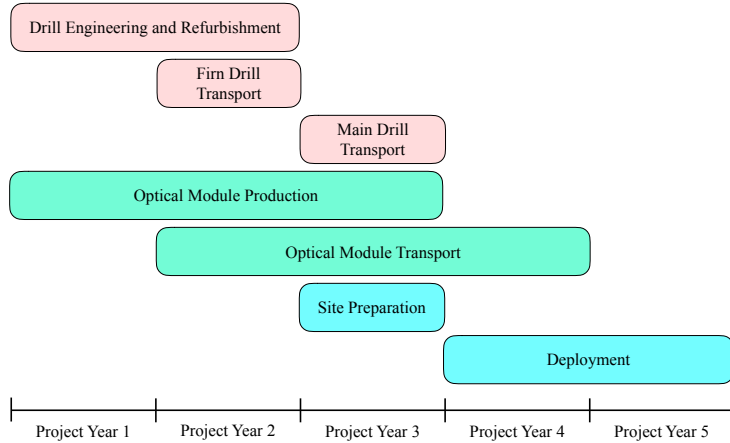 Drill Engineering and Refurbishment
Firn Drill
Transport
Main Drill
Transport
Optical Module Production
Optical Module Transport
Site Preparation
Deployment
Project Year 1
Project Year 2
Project Year 3
Project Year 4
Project Year 5